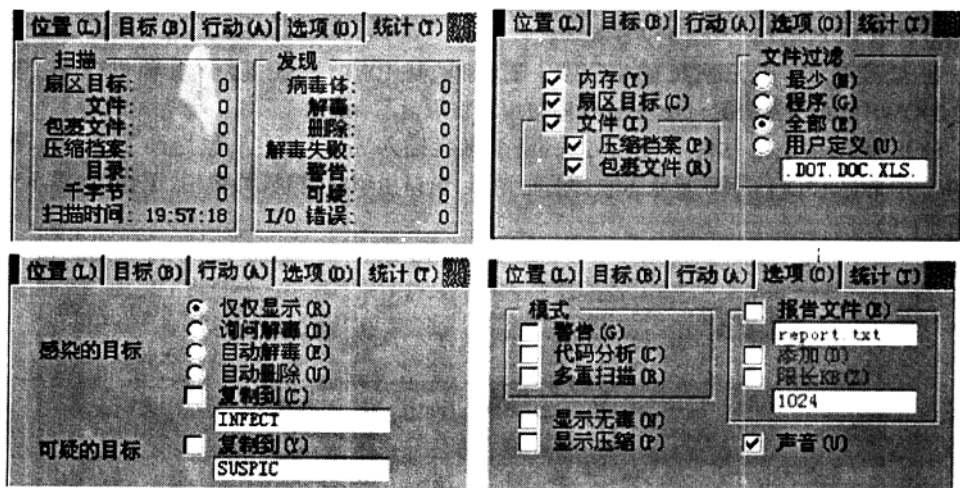 位置(L) 目标(B) 行动(A) 选项(O) 统计(T)
扫描
扇区目标: 0
文件: 0
包裹文件: 0
压缩档案: 0
目录: 0
千字节: 0
扫描时间: 19:57:18
发现
病毒体: 0
解毒: 0
删除: 0
解毒失败: 0
警告: 0
可疑: 0
I/O 错误: 0
位置(L) 目标(B) 行动(A) 选项(O) 统计(T)
内存(Y)
扇区目标(C)
文件(I)
压缩档案(P)
包裹文件(R)
文件过滤
最少(M)
程序(G)
全部(E)
用户定义(U)
.DOT.DOC.XLS.
位置(L) 目标(B) 行动(A) 选项(O) 统计(T)
感染的目标
仅仅显示(R)
询问解毒(D)
自动解毒(E)
自动删除(U)
复制到(C)
INFECT
可疑的目标
复制到(Y)
SUSPIC
位置(L) 目标(B) 行动(A) 选项(O) 统计(T)
模式
警告(G)
代码分析(C)
多重扫描(R)
显示无毒(N)
显示压缩(P)
报告文件(E)
report.txt
添加(D)
限长KB(Z)
1024
声音(U)